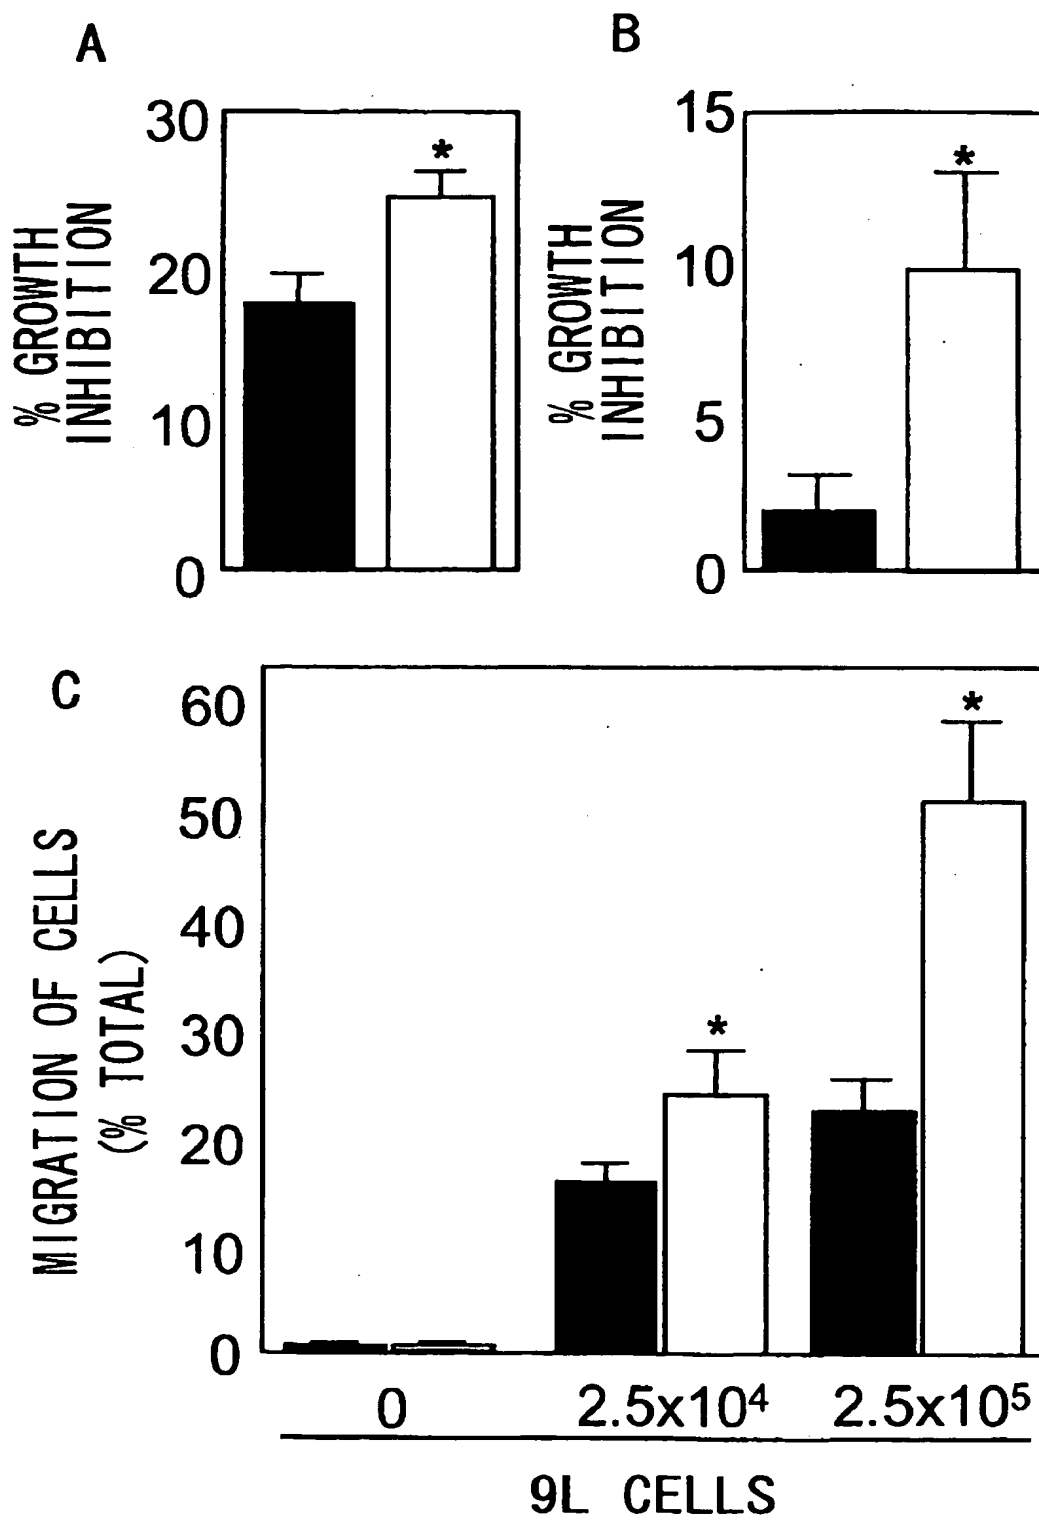 A
30
20
10
0
% GROWTH
INHIBITION
*
B
15
10
5
0
% GROWTH
INHIBITION
*
C
60
50
40
30
20
10
0
MIGRATION OF CELLS
(% TOTAL)
*
*
0 2.5x10⁴ 2.5x10⁵
9L CELLS